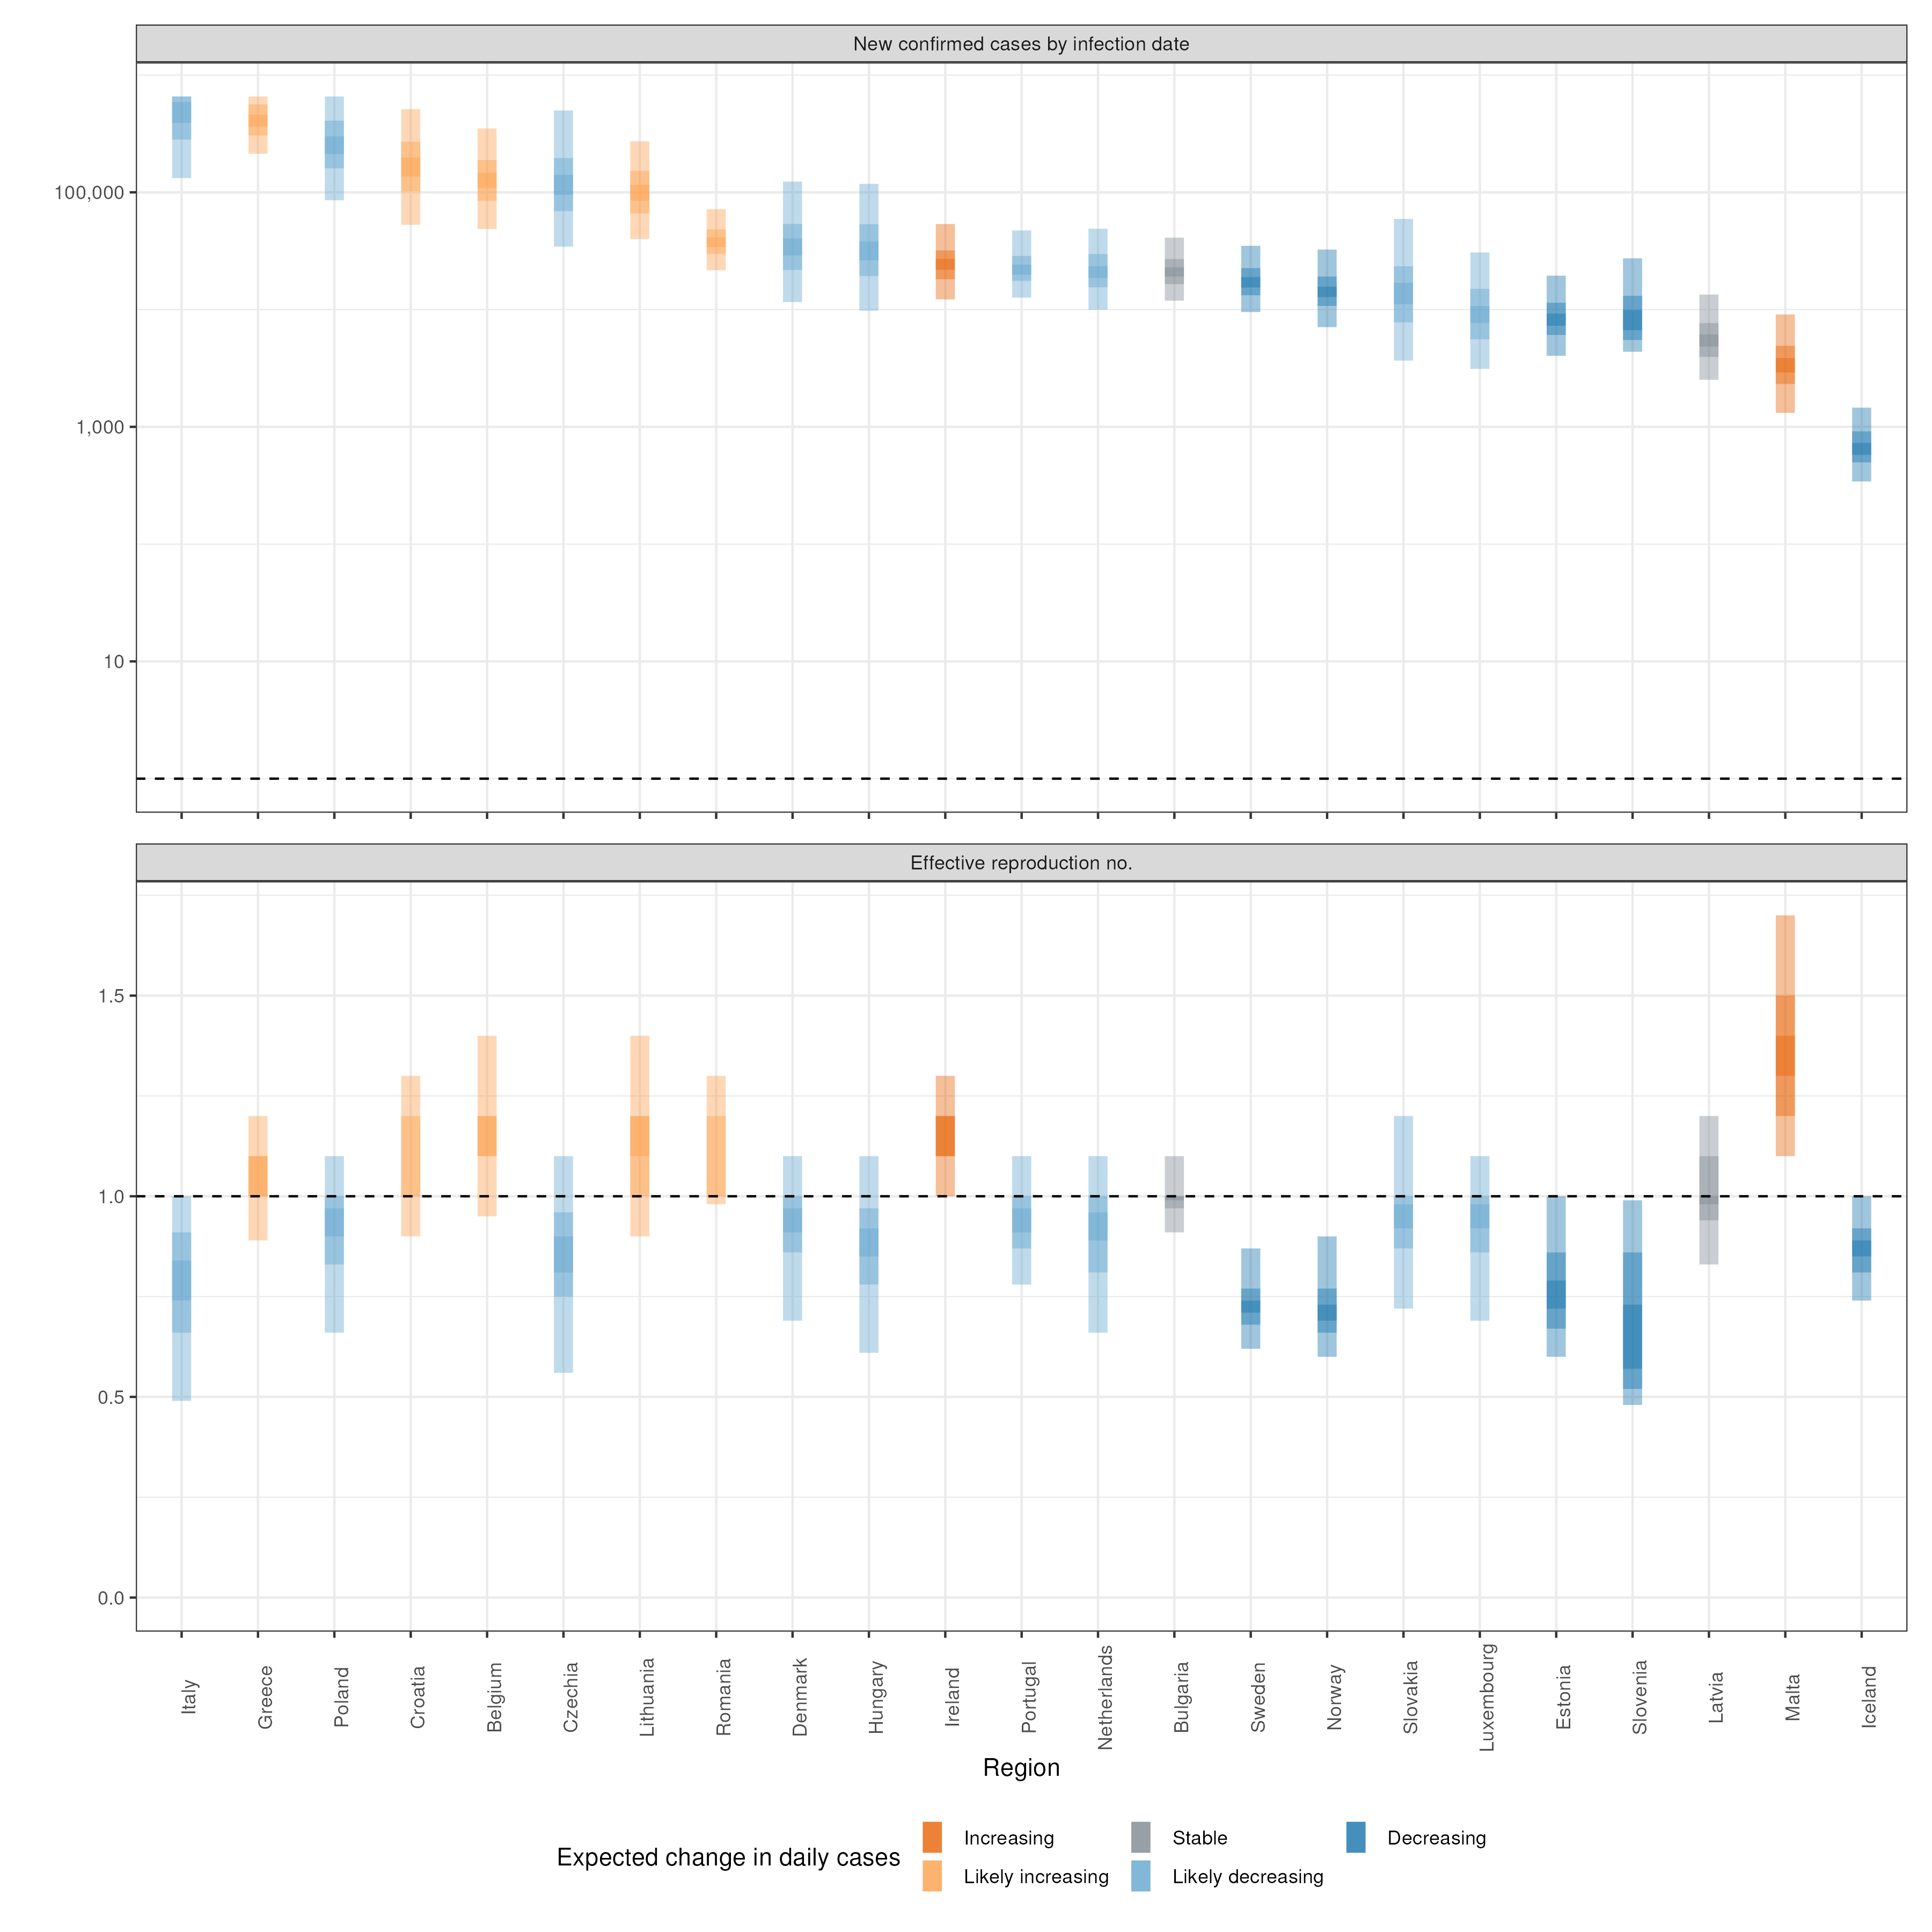 New confirmed cases by infection date
100,000
1,000
10
Effective reproduction no.
1.5
1.0
0.5
0.0
Italy
Greece
Poland
Croatia
Belgium
Czechia
Lithuania
Romania
Denmark
Hungary
Ireland
Portugal
Netherlands
Bulgaria
Sweden
Norway
Slovakia
Luxembourg
Estonia
Slovenia
Latvia
Malta
Iceland
Region
Expected change in daily cases
Increasing
Likely increasing
Stable
Likely decreasing
Decreasing